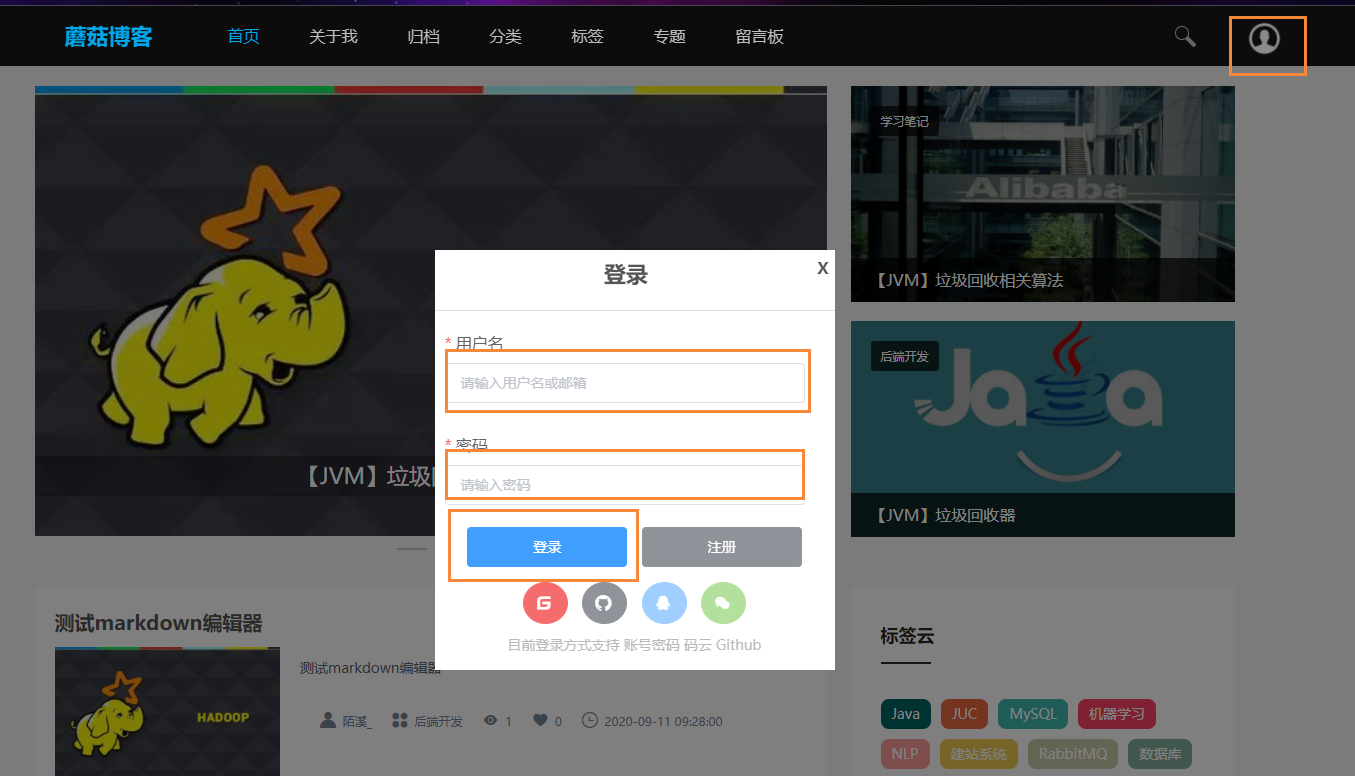 蘑菇博客 首页 关于我 归档 分类 标签 专题 留言板
学习笔记
Alibaba
【JVM】垃圾回收相关算法
登录
X
* 用户名
请输入用户名或邮箱
* 密码
请输入密码
登录 注册
目前登录方式支持 账号密码 码云 Github
【JVM】垃圾
后端开发
Java
【JVM】垃圾回收器
测试markdown编辑器
HADOOP
测试markdown编辑器
陌溪_ 后端开发 1 0 2020-09-11 09:28:00
标签云
Java JUC MySQL 机器学习
NLP 建站系统 RabbitMQ 数据库